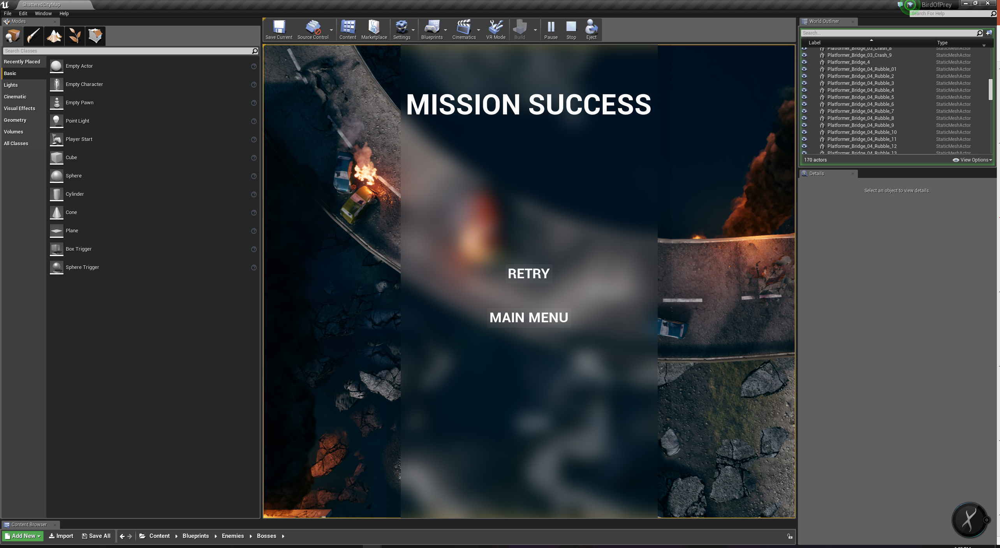 ShatteredCityMap
BirdOfPrey
File Edit Window Help
Search For Help
Modes
Save Current
Source Control
Content
Marketplace
Settings
Blueprints
Cinematics
VR Mode
Build
Pause
Stop
Eject
Search Classes
Recently Placed
Basic
Lights
Cinematic
Visual Effects
Geometry
Volumes
All Classes
Empty Actor
Empty Character
Empty Pawn
Point Light
Player Start
Cube
Sphere
Cylinder
Cone
Plane
Box Trigger
Sphere Trigger
MISSION SUCCESS
RETRY
MAIN MENU
World Outliner
Search...
Label Type
Platformer_Bridge_03_Crash_8 StaticMeshActor
Platformer_Bridge_03_Crash_9 StaticMeshActor
Platformer_Bridge_4 StaticMeshActor
Platformer_Bridge_04_Rubble_01 StaticMeshActor
Platformer_Bridge_04_Rubble_2 StaticMeshActor
Platformer_Bridge_04_Rubble_3 StaticMeshActor
Platformer_Bridge_04_Rubble_4 StaticMeshActor
Platformer_Bridge_04_Rubble_5 StaticMeshActor
Platformer_Bridge_04_Rubble_6 StaticMeshActor
Platformer_Bridge_04_Rubble_7 StaticMeshActor
Platformer_Bridge_04_Rubble_8 StaticMeshActor
Platformer_Bridge_04_Rubble_9 StaticMeshActor
Platformer_Bridge_04_Rubble_10 StaticMeshActor
Platformer_Bridge_04_Rubble_11 StaticMeshActor
Platformer_Bridge_04_Rubble_12 StaticMeshActor
Platformer_Bridge_04_Rubble_13 StaticMeshActor
170 actors
View Options
Details
Select an object to view details.
Content Browser
Add New Import Save All Content Blueprints Enemies Bosses